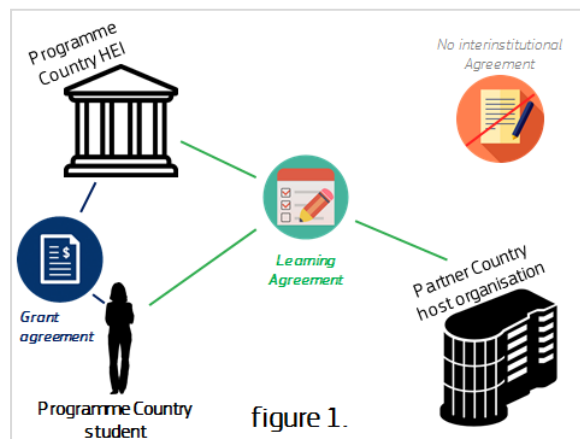 Programme
Country HEI
No interinstitutional
Agreement
$
Learning
Agreement
Partner Country
host organisation
Grant
agreement
Programme Country
student
figure 1.